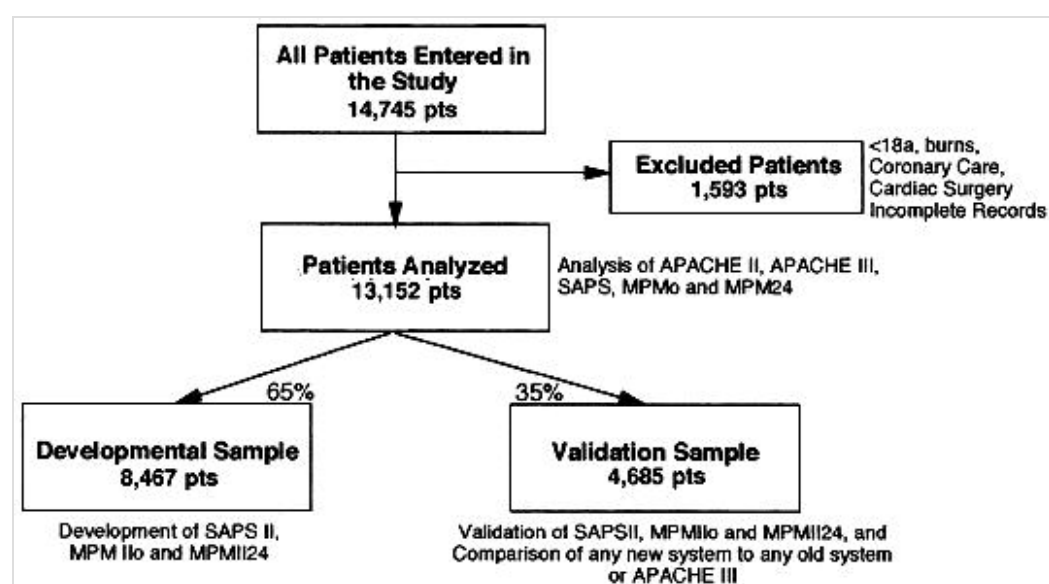 All Patients Entered in
the Study
14,745 pts
Excluded Patients
1,593 pts
<18a, burns,
Coronary Care,
Cardiac Surgery
Incomplete Records
Patients Analyzed
13,152 pts
Analysis of APACHE II, APACHE III,
SAPS, MPMo and MPM24
65%
35%
Developmental Sample
8,467 pts
Validation Sample
4,685 pts
Development of SAPS II,
MPM IIo and MPMII24
Validation of SAPSII, MPMIIo and MPMII24, and
Comparison of any new system to any old system
or APACHE III